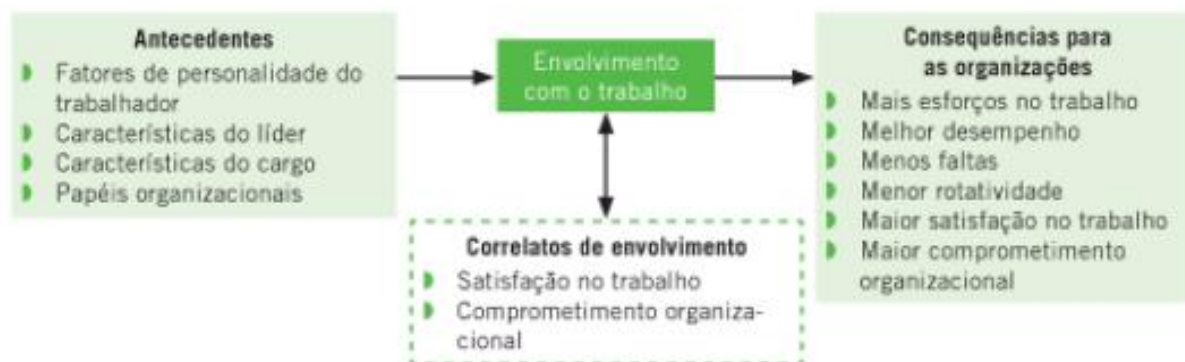 Antecedentes
Fatores de personalidade do
trabalhador
Características do líder
Características do cargo
Papéis organizacionais
Envolvimento
com o trabalho
Correlatos de envolvimento
Satisfação no trabalho
Comprometimento organiza-
cional
Consequências para
as organizações
Mais esforços no trabalho
Melhor desempenho
Menos faltas
Menor rotatividade
Maior satisfação no trabalho
Maior comprometimento
organizacional